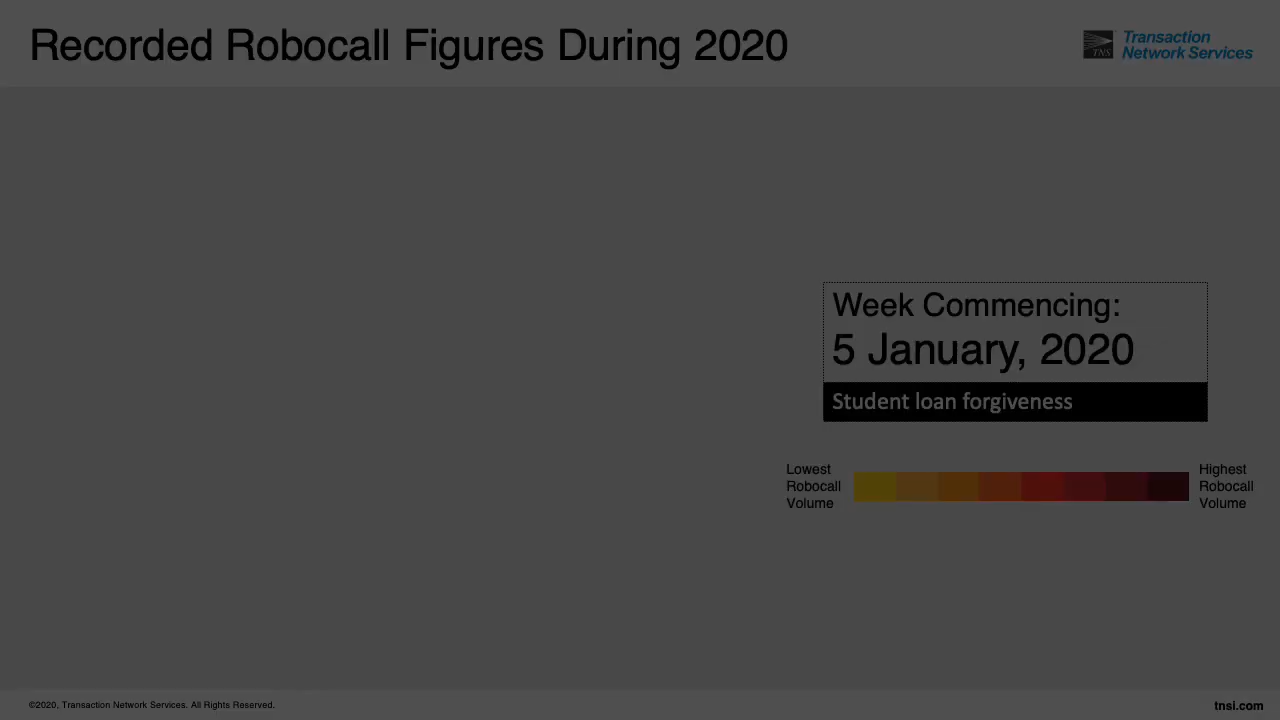 Recorded Robocall Figures During 2020
TNS
Transaction
Network Services
Week Commencing:
5 January, 2020
Student loan forgiveness
Lowest
Robocall
Volume
Highest
Robocall
Volume
©2020, Transaction Network Services. All Rights Reserved.
tnsi.com